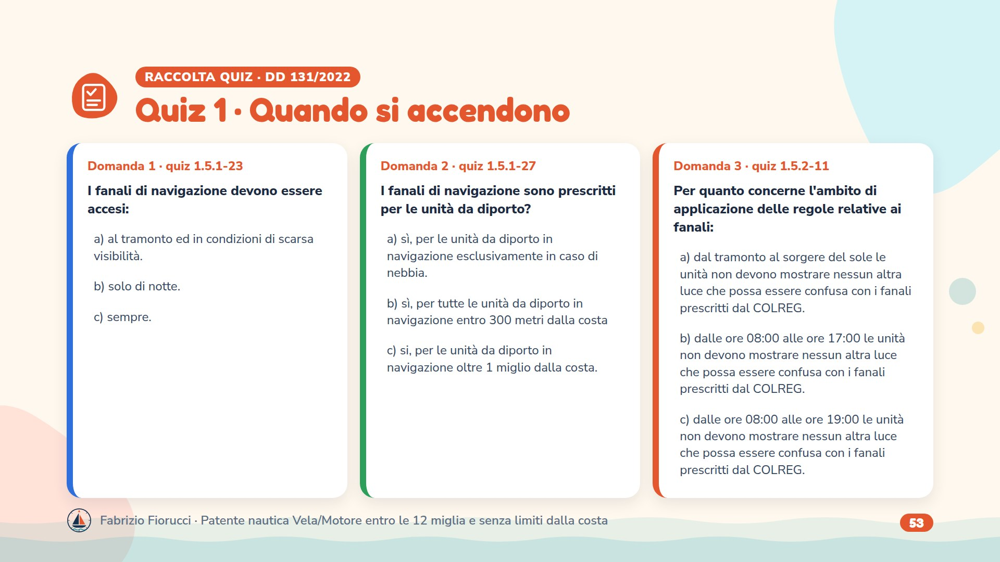 RACCOLTA QUIZ · DD 131/2022
Quiz 1 · Quando si accendono
Domanda 1 · quiz 1.5.1-23
I fanali di navigazione devono essere
accesi:
a) al tramonto ed in condizioni di scarsa
visibilità.
b) solo di notte.
c) sempre.
Domanda 2 · quiz 1.5.1-27
I fanali di navigazione sono prescritti
per le unità da diporto?
a) sì, per le unità da diporto in
navigazione esclusivamente in caso di
nebbia.
b) sì, per tutte le unità da diporto in
navigazione entro 300 metri dalla costa
c) si, per le unità da diporto in
navigazione oltre 1 miglio dalla costa.
Domanda 3 · quiz 1.5.2-11
Per quanto concerne l'ambito di
applicazione delle regole relative ai
fanali:
a) dal tramonto al sorgere del sole le
unità non devono mostrare nessun altra
luce che possa essere confusa con i fanali
prescritti dal COLREG.
b) dalle ore 08:00 alle ore 17:00 le unità
non devono mostrare nessun altra luce
che possa essere confusa con i fanali
prescritti dal COLREG.
c) dalle ore 08:00 alle ore 19:00 le unità
non devono mostrare nessun altra luce
che possa essere confusa con i fanali
prescritti dal COLREG.
Fabrizio Fiorucci · Patente nautica Vela/Motore entro le 12 miglia e senza limiti dalla costa
53